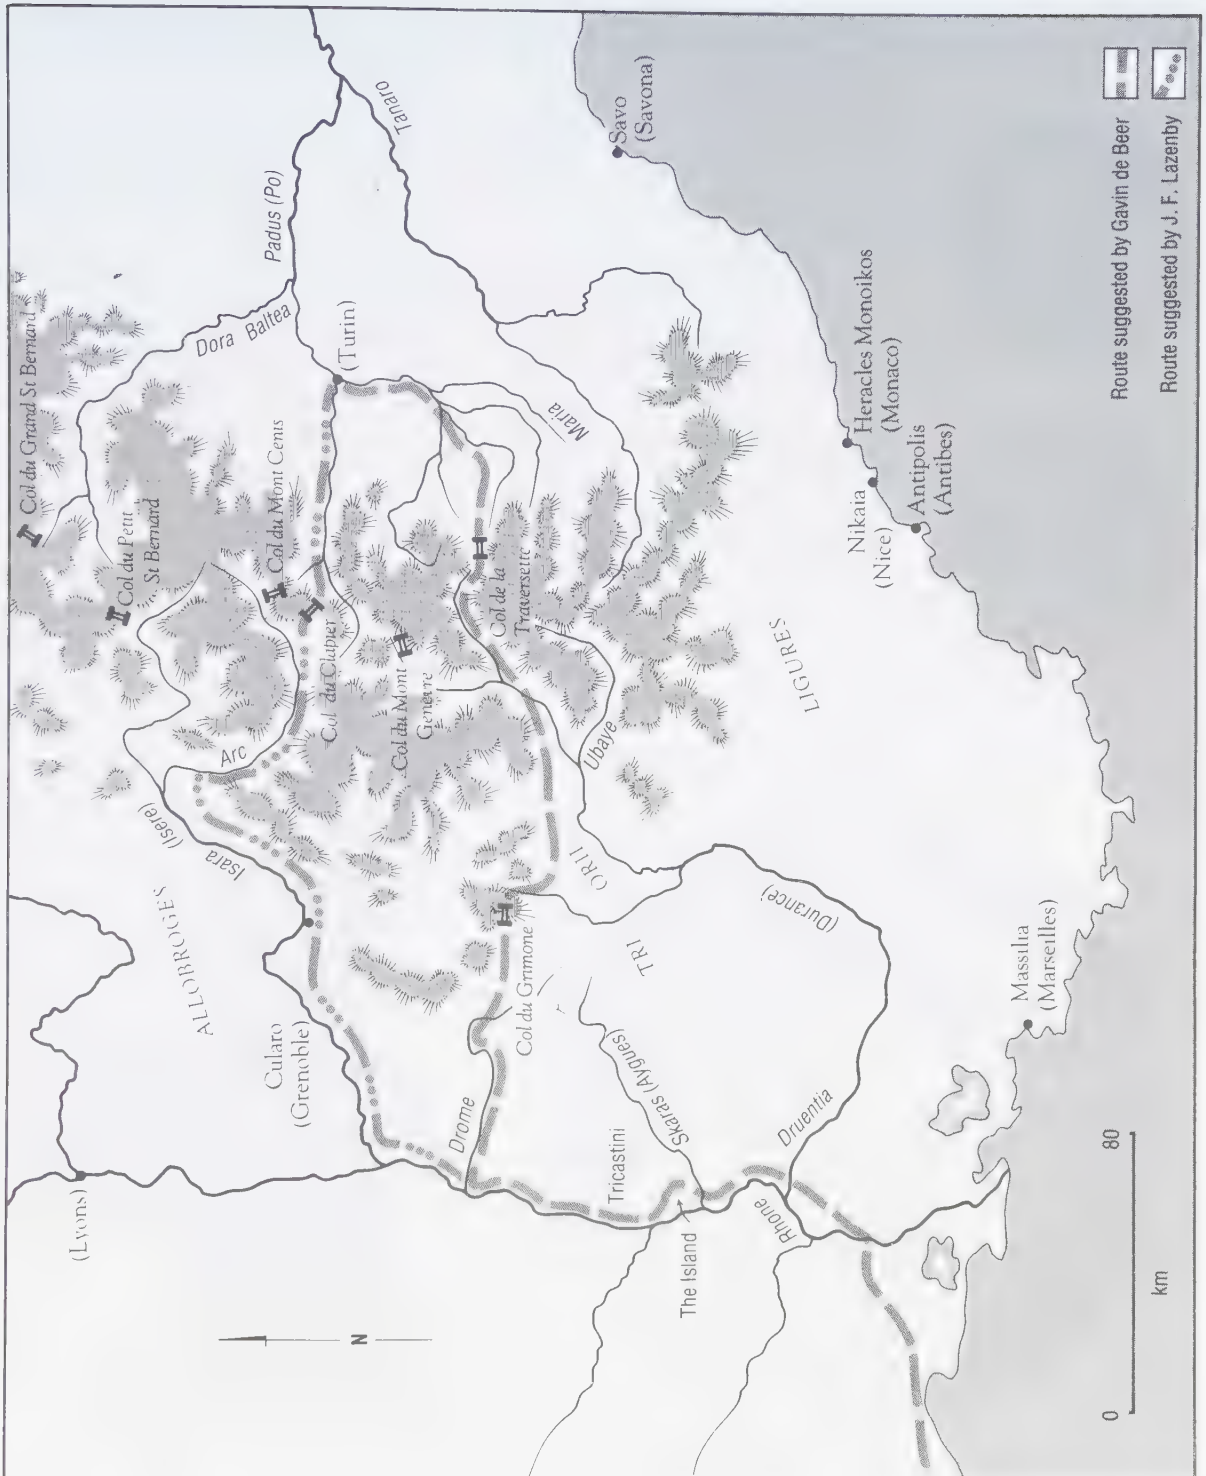 Col du Grand St Bernard
Col du Petit
St Bernard
Dora Baltea
Padus (Po)
Tanaro
Savo
(Savona)
Col du Mont Cenis
(Turin)
Col du Clapier
Col du Mont
Genevre
Col de la
Traversette
Maria
Arc
(Isere)
Isara
ALLOBROGES
Ubaye
LIGURES
Heracles Monoikos
(Monaco)
Nikaia
(Nice)
Antipolis
(Antibes)
Cularo
(Grenoble)
Col du Grimone
TRI
ORII
(Durance)
Drome
Skaras (Aygues)
Druentia
Massilia
(Marseilles)
(Lyons)
Tricastini
The Island
Rhone
N
0
80
km
Route suggested by Gavin de Beer
Route suggested by J. F. Lazenby